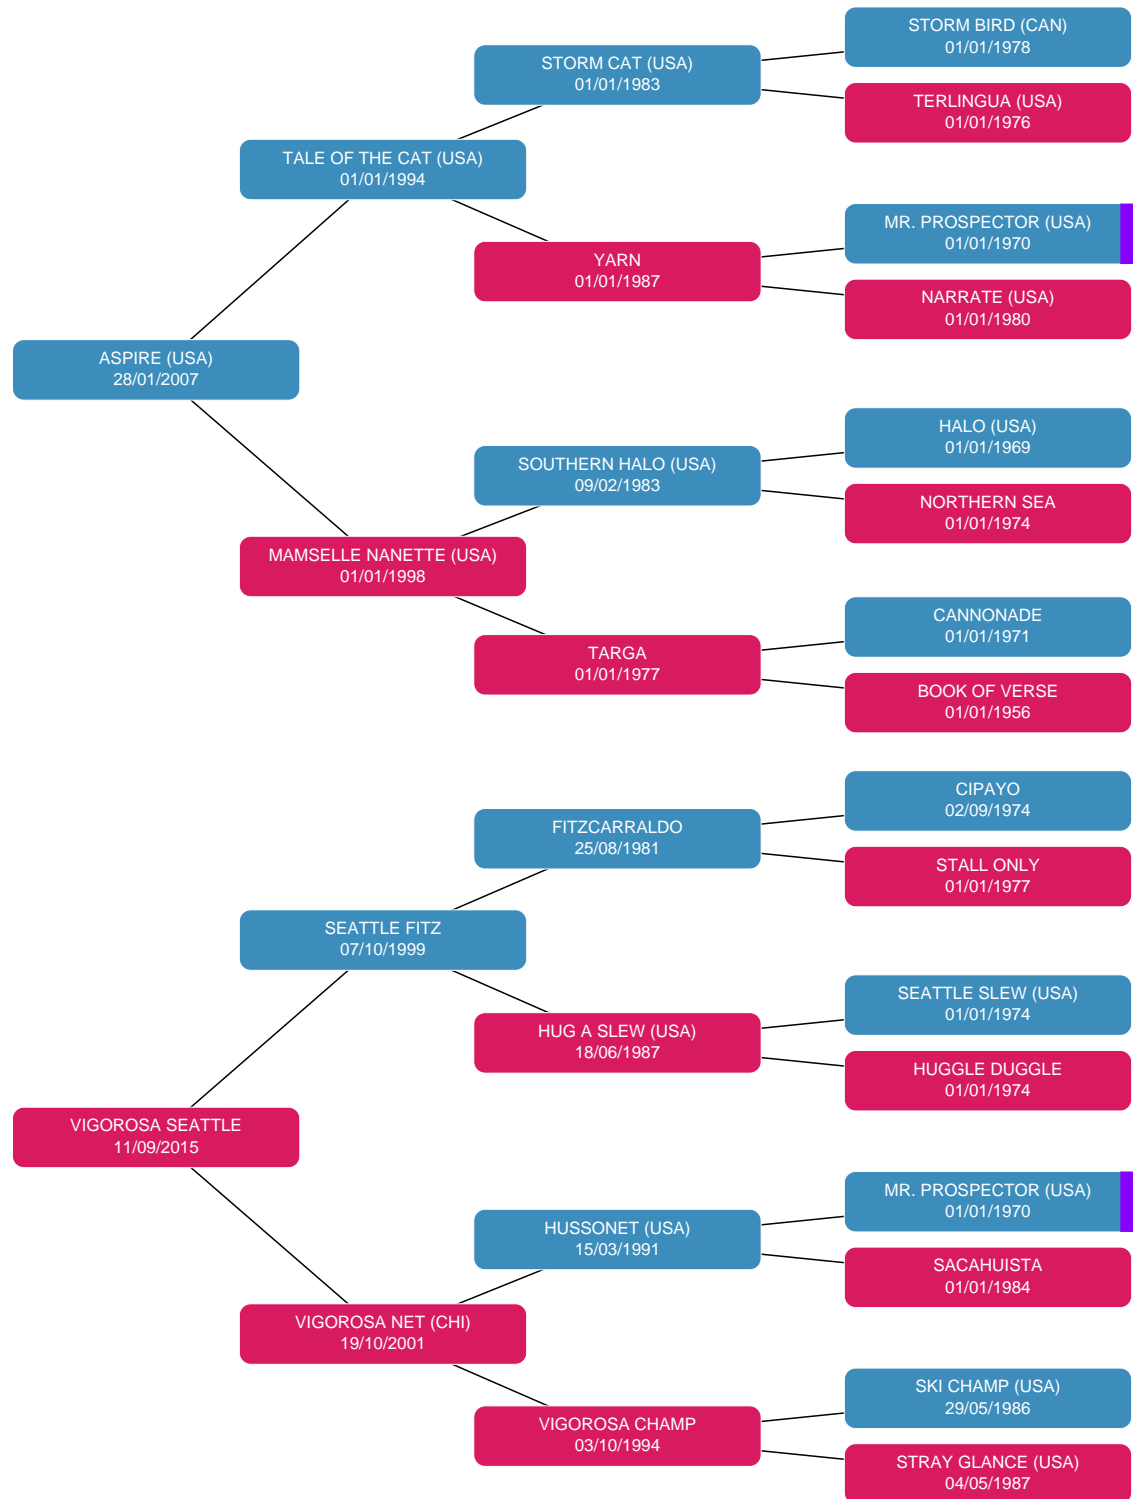 STORM BIRD (CAN)
01/01/1978
STORM CAT (USA)
01/01/1983
TERLINGUA (USA)
01/01/1976
TALE OF THE CAT (USA)
01/01/1994
MR. PROSPECTOR (USA)
01/01/1970
YARN
01/01/1987
NARRATE (USA)
01/01/1980
ASPIRE (USA)
28/01/2007
HALO (USA)
01/01/1969
SOUTHERN HALO (USA)
09/02/1983
NORTHERN SEA
01/01/1974
MAMSELLE NANETTE (USA)
01/01/1998
CANNONADE
01/01/1971
TARGA
01/01/1977
BOOK OF VERSE
01/01/1956
CIPAYO
02/09/1974
FITZCARRALDO
25/08/1981
STALL ONLY
01/01/1977
SEATTLE FITZ
07/10/1999
SEATTLE SLEW (USA)
01/01/1974
HUG A SLEW (USA)
18/06/1987
HUGGLE DUGGLE
01/01/1974
VIGOROSA SEATTLE
11/09/2015
MR. PROSPECTOR (USA)
01/01/1970
HUSSONET (USA)
15/03/1991
SACAHUISTA
01/01/1984
VIGOROSA NET (CHI)
19/10/2001
SKI CHAMP (USA)
29/05/1986
VIGOROSA CHAMP
03/10/1994
STRAY GLANCE (USA)
04/05/1987